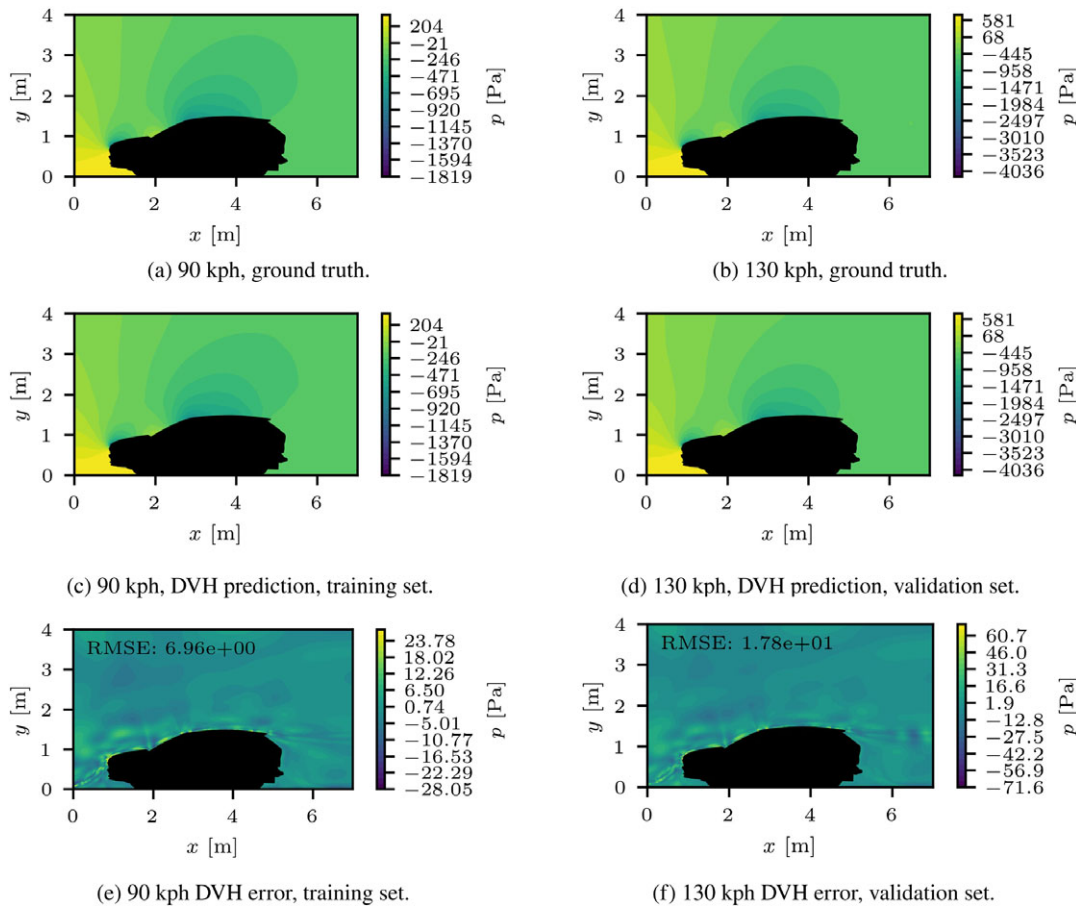 4
3
2
1
0
y [m]
0 2 4 6
x [m]
204
−21
−246
−471
−695
−920
−1145
−1370
−1594
−1819
p [Pa]
(a) 90 kph, ground truth.
4
3
2
1
0
y [m]
0 2 4 6
x [m]
581
68
−445
−958
−1471
−1984
−2497
−3010
−3523
−4036
p [Pa]
(b) 130 kph, ground truth.
4
3
2
1
0
y [m]
0 2 4 6
x [m]
204
−21
−246
−471
−695
−920
−1145
−1370
−1594
−1819
p [Pa]
(c) 90 kph, DVH prediction, training set.
4
3
2
1
0
y [m]
0 2 4 6
x [m]
581
68
−445
−958
−1471
−1984
−2497
−3010
−3523
−4036
p [Pa]
(d) 130 kph, DVH prediction, validation set.
RMSE: 6.96e+00
4
3
2
1
0
y [m]
0 2 4 6
x [m]
23.78
18.02
12.26
6.50
0.74
−5.01
−10.77
−16.53
−22.29
−28.05
p [Pa]
(e) 90 kph DVH error, training set.
RMSE: 1.78e+01
4
3
2
1
0
y [m]
0 2 4 6
x [m]
60.7
46.0
31.3
16.6
1.9
−12.8
−27.5
−42.2
−56.9
−71.6
p [Pa]
(f) 130 kph DVH error, validation set.